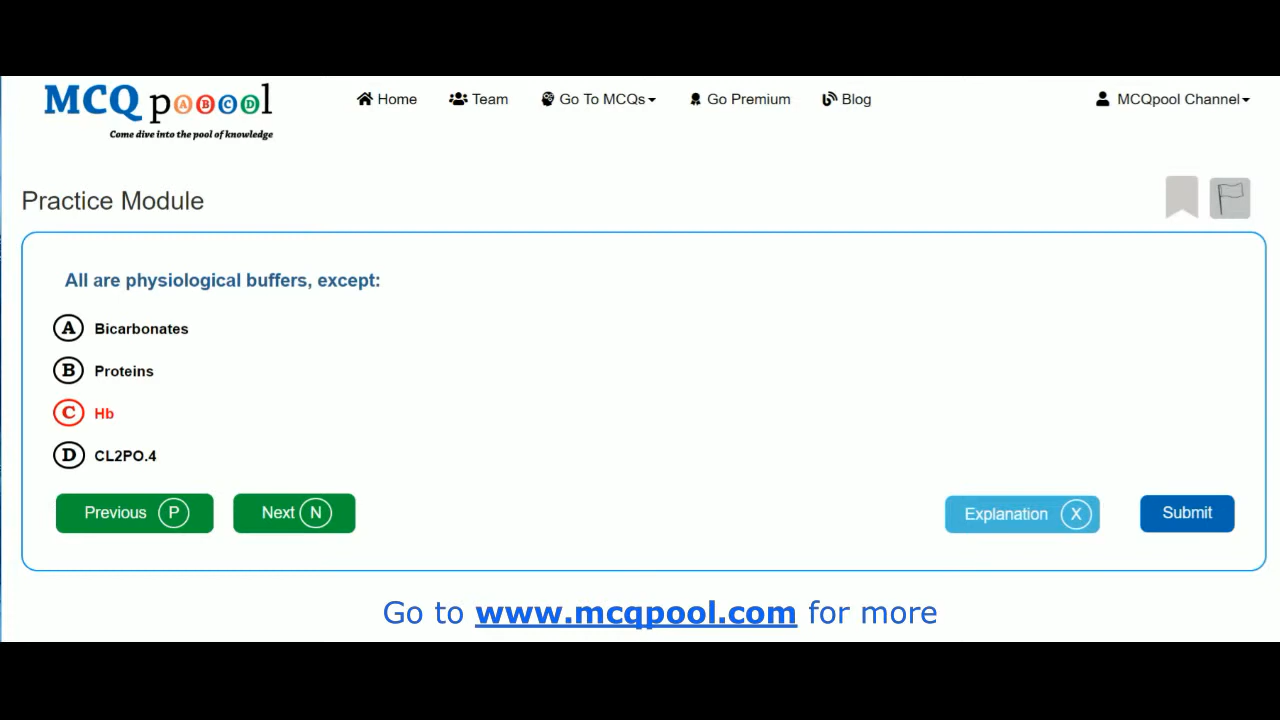 MCQ poool
Come dive into the pool of knowledge
Home Team Go To MCQs Go Premium Blog MCQpool Channel
Practice Module
All are physiological buffers, except:
A Bicarbonates
B Proteins
C Hb
D CL2PO.4
Previous P Next N Explanation X Submit
Go to www.mcqpool.com for more